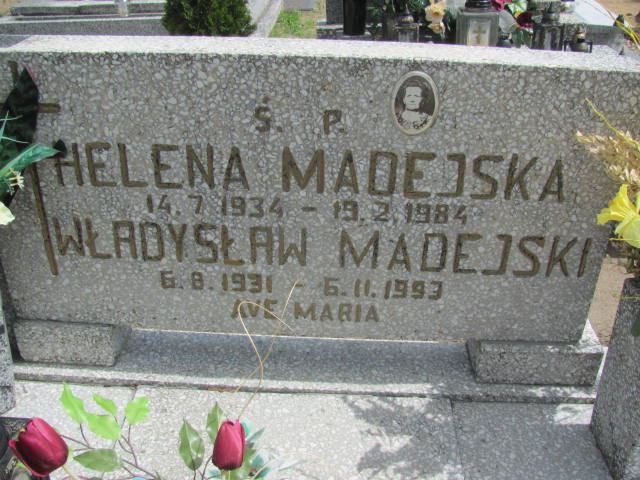 Ś. P.
HELENA MADEJSKA
14.7 1934 - 19.2.1984
WŁADYSŁAW MADEJSKI
6.8.1931 - 6.11.1993
AVE MARIA